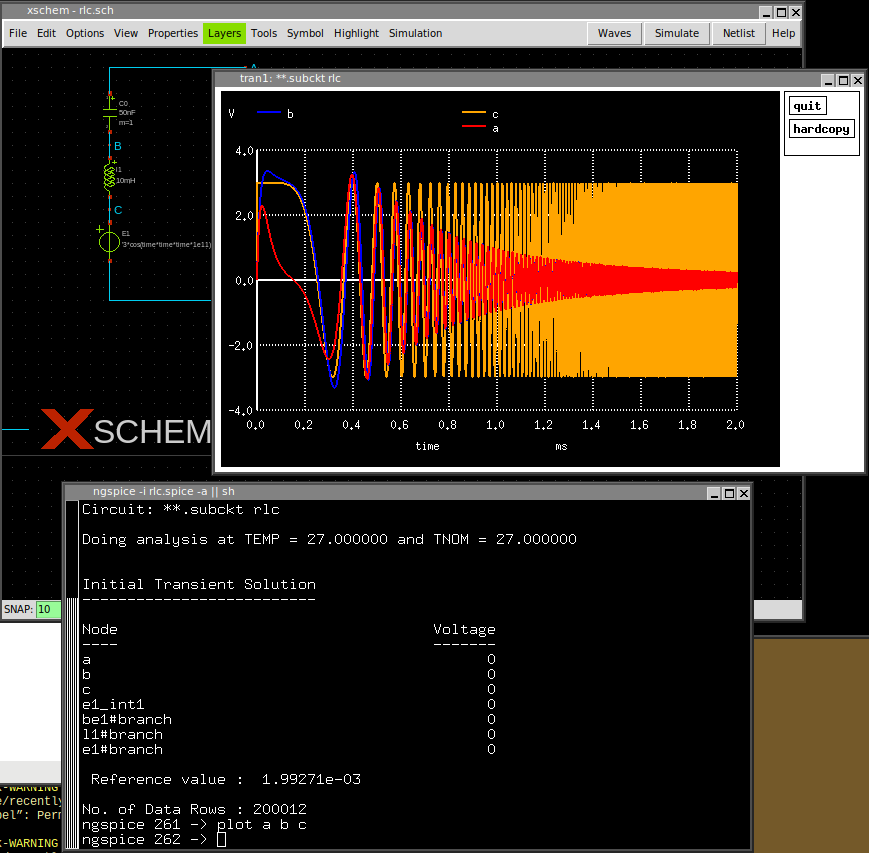 xschem - rlc.sch
File Edit Options View Properties Layers Tools Symbol Highlight Simulation Waves Simulate Netlist Help
A
C0
50nF
m=1
B
l1
10mH
C
E1
'3*cos(time*time*time*1e11)
XSCHEM
SNAP: 10
tran1: **.subckt rlc
quit
hardcopy
V b c
a
4.0
2.0
0.0
-2.0
-4.0
0.0 0.2 0.4 0.6 0.8 1.0 1.2 1.4 1.6 1.8 2.0
time ms
ngspice -i rlc.spice -a || sh
Circuit: **.subckt rlc
Doing analysis at TEMP = 27.000000 and TNOM = 27.000000
Initial Transient Solution
--------------------------
Node Voltage
---- -------
a 0
b 0
c 0
e1_int1 0
be1#branch 0
l1#branch 0
e1#branch 0
Reference value : 1.99271e-03
No. of Data Rows : 200012
ngspice 261 -> plot a b c
ngspice 262 ->
k-WARNING
e/recently
pel": Perm
k-WARNING